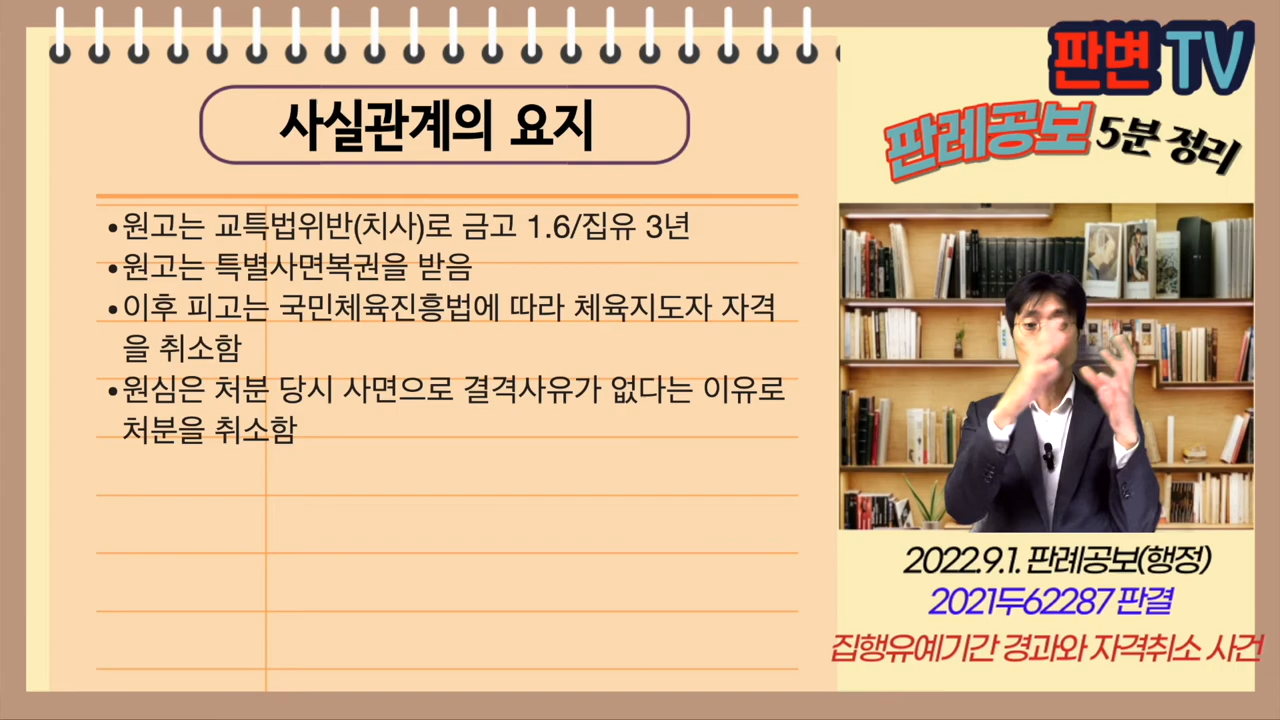 사실관계의 요지
•원고는 교특법위반(치사)로 금고 1.6/집유 3년
•원고는 특별사면복권을 받음
•이후 피고는 국민체육진흥법에 따라 체육지도자 자격
을 취소함
•원심은 처분 당시 사면으로 결격사유가 없다는 이유로
처분을 취소함
판변 TV
판례공보 5분 정리
2022.9.1. 판례공보(행정)
2021두62287 판결
집행유예기간 경과와 자격취소 사건